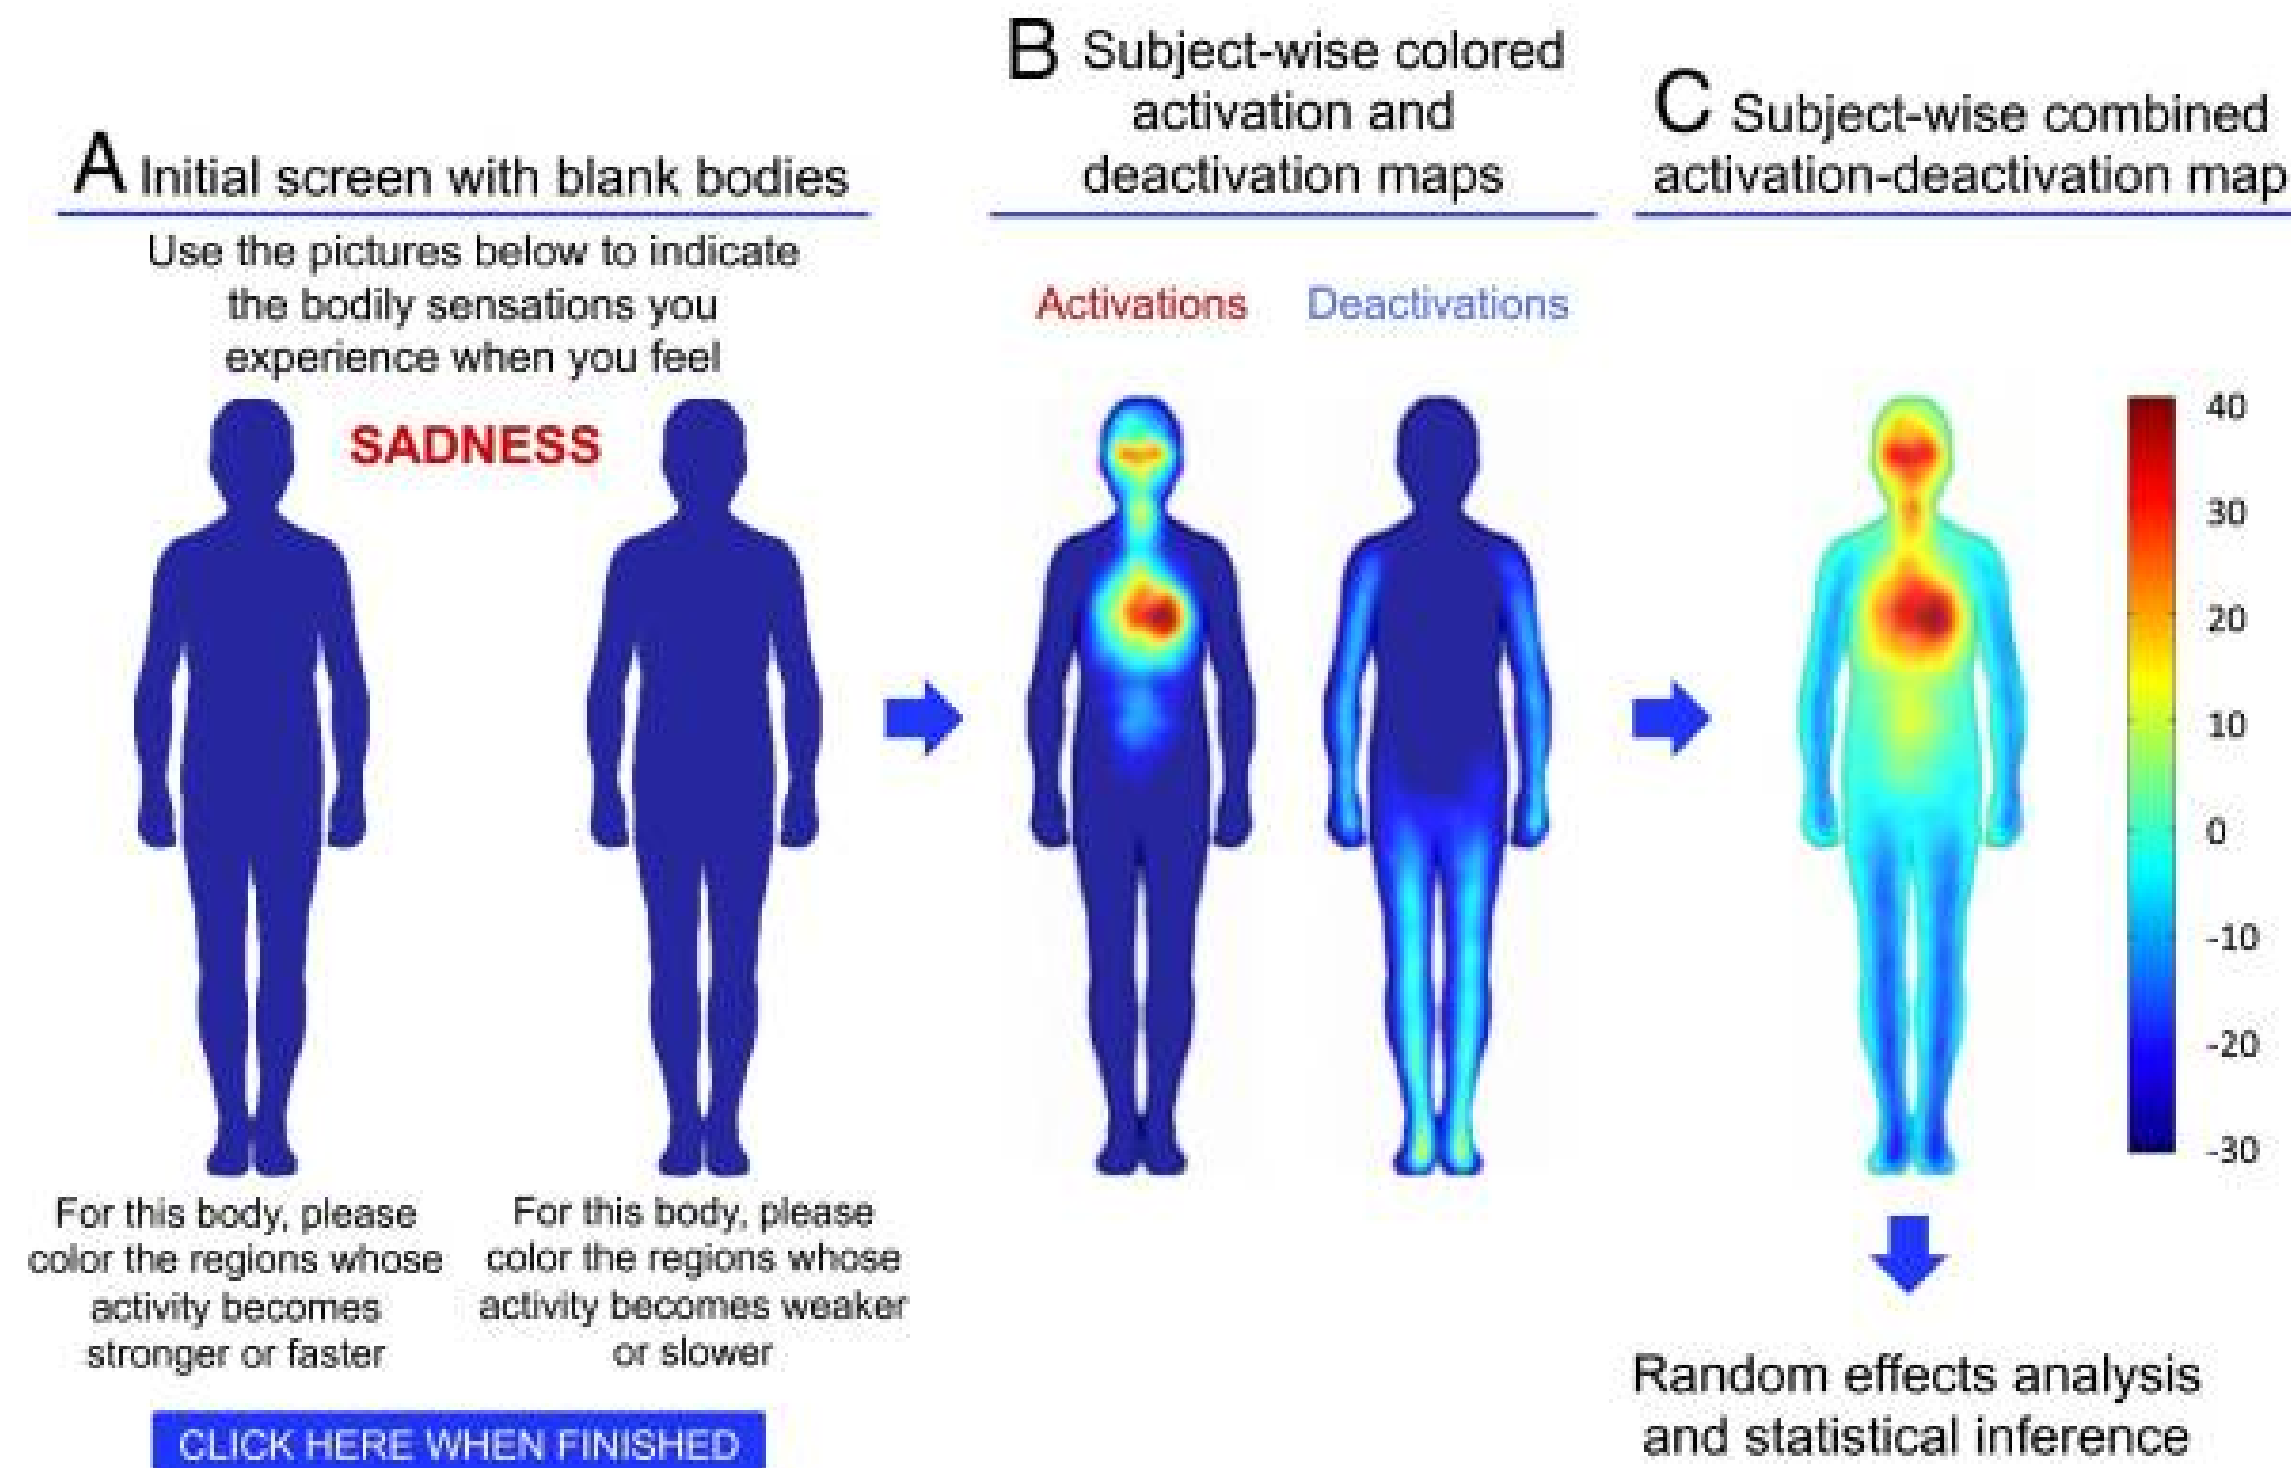 A Initial screen with blank bodies
Use the pictures below to indicate
the bodily sensations you
experience when you feel
SADNESS
For this body, please
color the regions whose
activity becomes
stronger or faster
For this body, please
color the regions whose
activity becomes weaker
or slower
CLICK HERE WHEN FINISHED
B Subject-wise colored
activation and
deactivation maps
Activations
Deactivations
C Subject-wise combined
activation-deactivation map
40
30
20
10
0
-10
-20
-30
Random effects analysis
and statistical inference